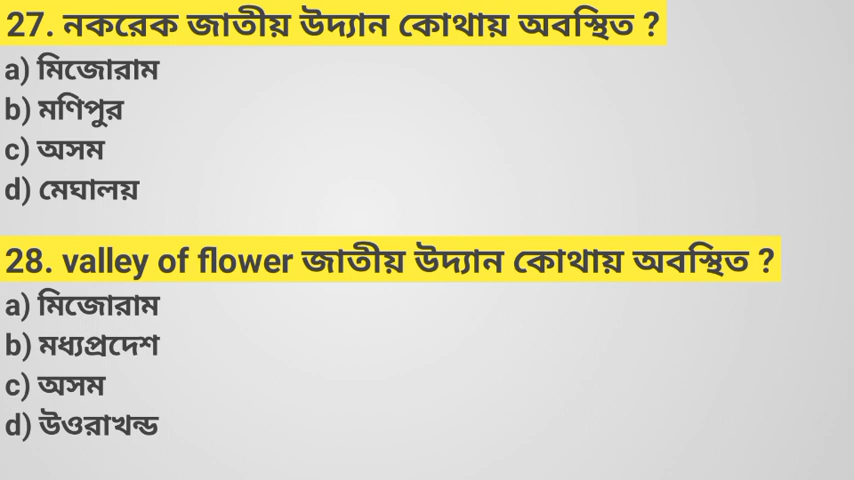 27. নকরেক জাতীয় উদ্যান কোথায় অবস্থিত ?
a) মিজোরাম
b) মণিপুর
c) অসম
d) মেঘালয়
28. valley of flower জাতীয় উদ্যান কোথায় অবস্থিত ?
a) মিজোরাম
b) মধ্যপ্রদেশ
c) অসম
d) উওরাখন্ড